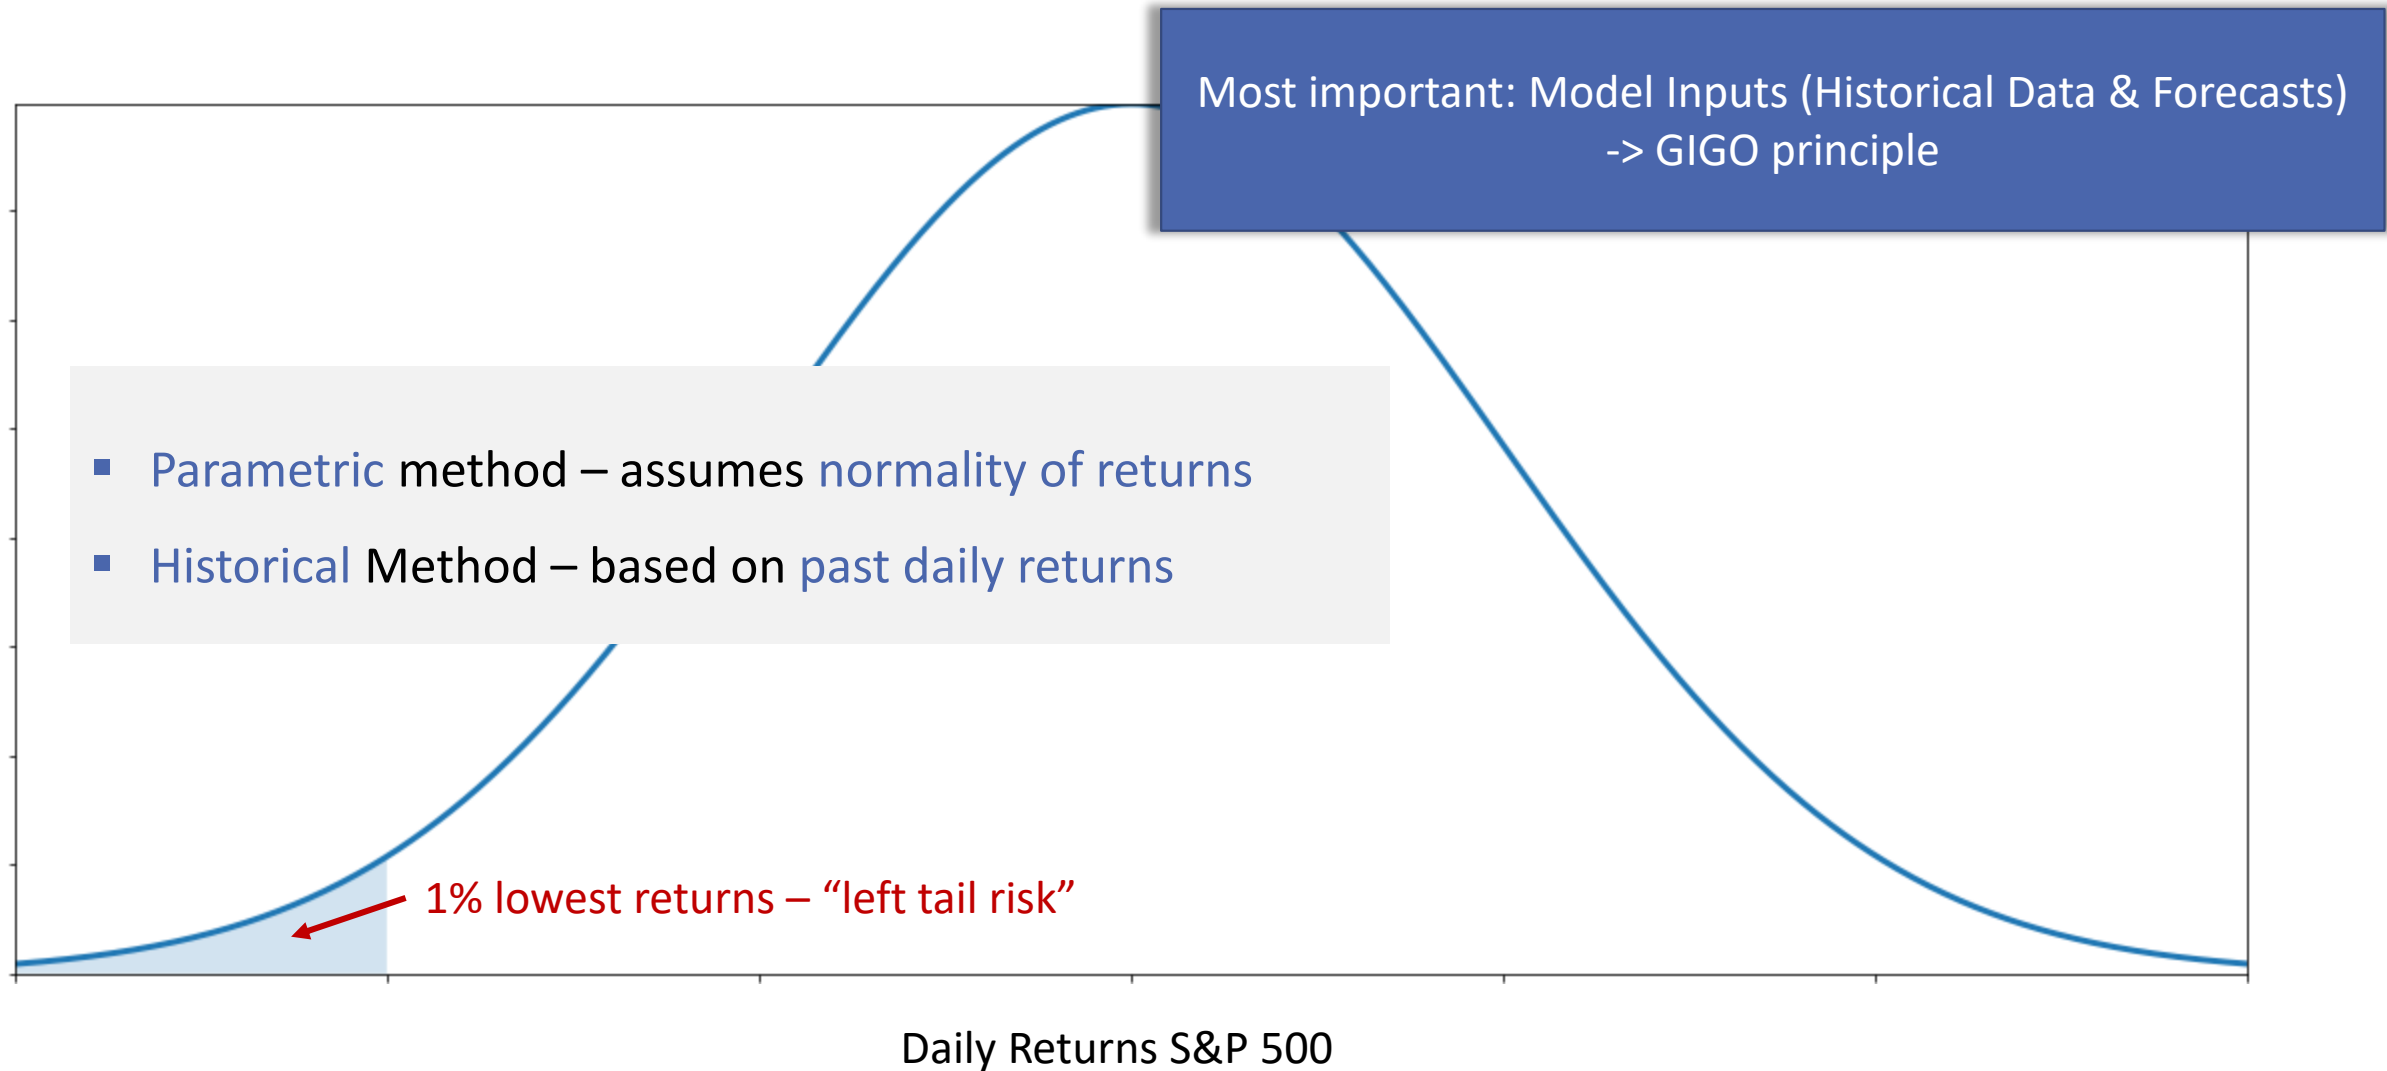 Most important: Model Inputs (Historical Data & Forecasts)
-> GIGO principle
▪ Parametric method – assumes normality of returns
▪ Historical Method – based on past daily returns
1% lowest returns – “left tail risk”
Daily Returns S&P 500